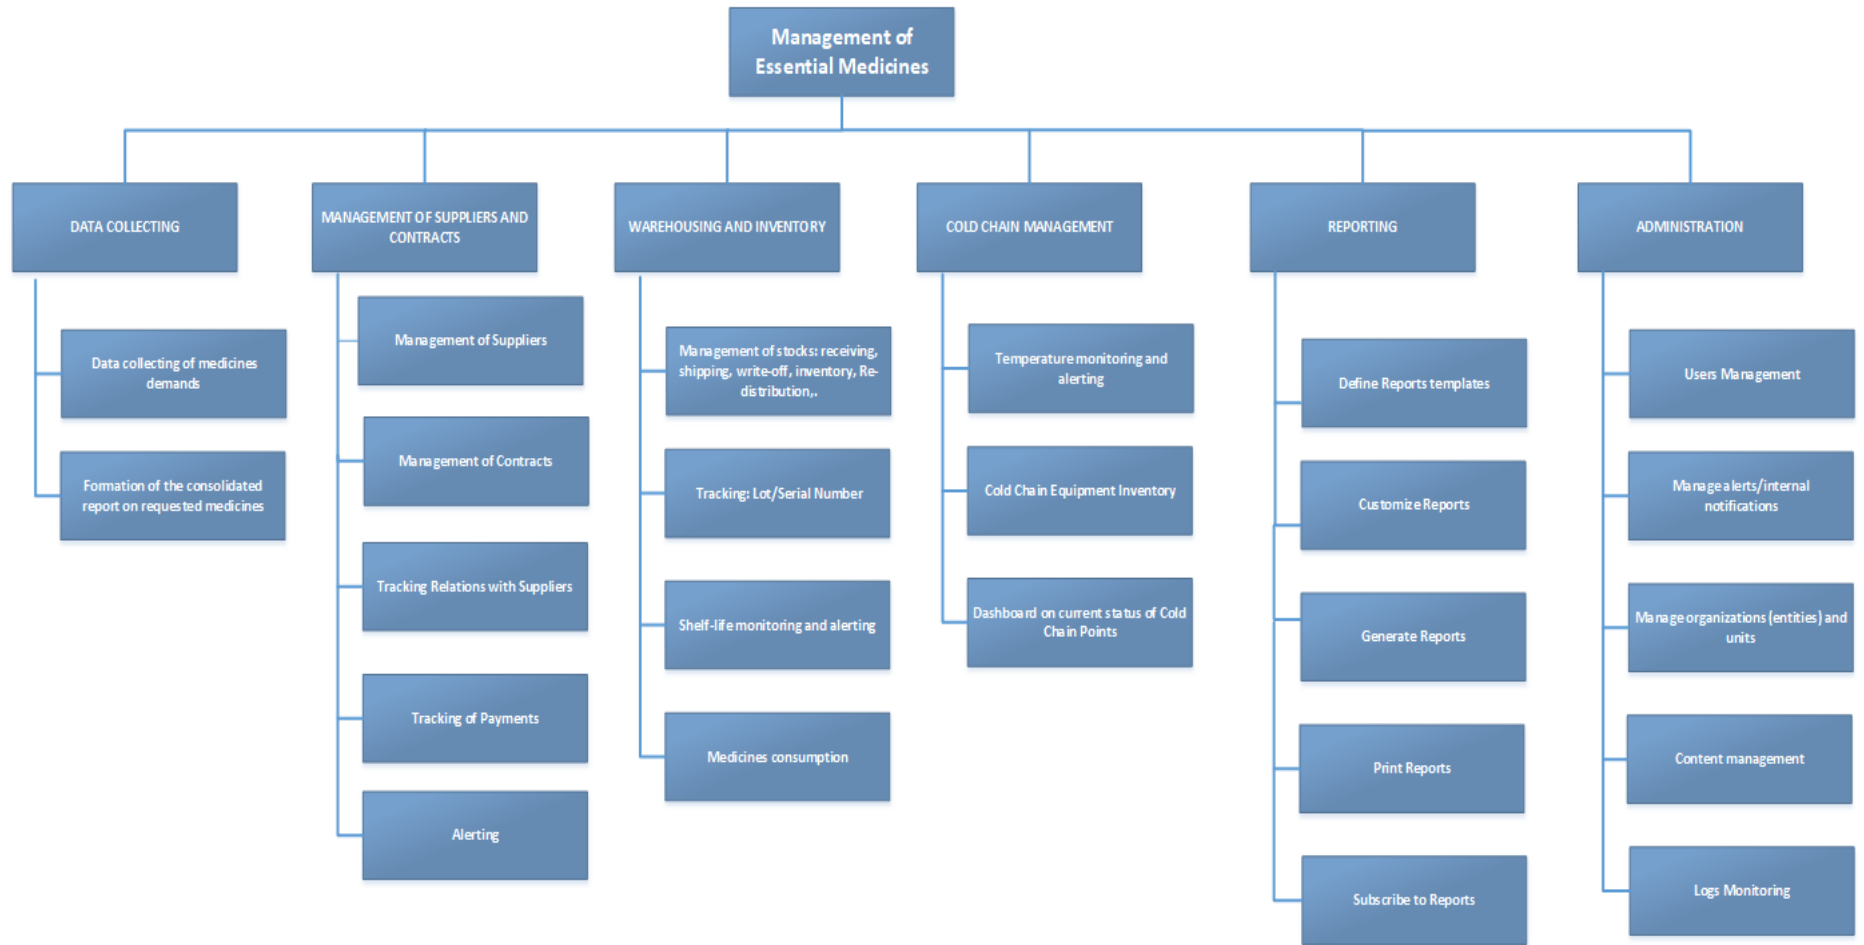 Management of
Essential Medicines
DATA COLLECTING
MANAGEMENT OF SUPPLIERS AND
CONTRACTS
WAREHOUSING AND INVENTORY
COLD CHAIN MANAGEMENT
REPORTING
ADMINISTRATION
Data collecting of medicines
demands
Formation of the consolidated
report on requested medicines
Management of Suppliers
Management of Contracts
Tracking Relations with Suppliers
Tracking of Payments
Alerting
Management of stocks: receiving,
shipping, write-off, inventory, Re-
distribution,.
Tracking: Lot/Serial Number
Shelf-life monitoring and alerting
Medicines consumption
Temperature monitoring and
alerting
Cold Chain Equipment Inventory
Dashboard on current status of Cold
Chain Points
Define Reports templates
Customize Reports
Generate Reports
Print Reports
Subscribe to Reports
Users Management
Manage alerts/internal
notifications
Manage organizations (entities) and
units
Content management
Logs Monitoring